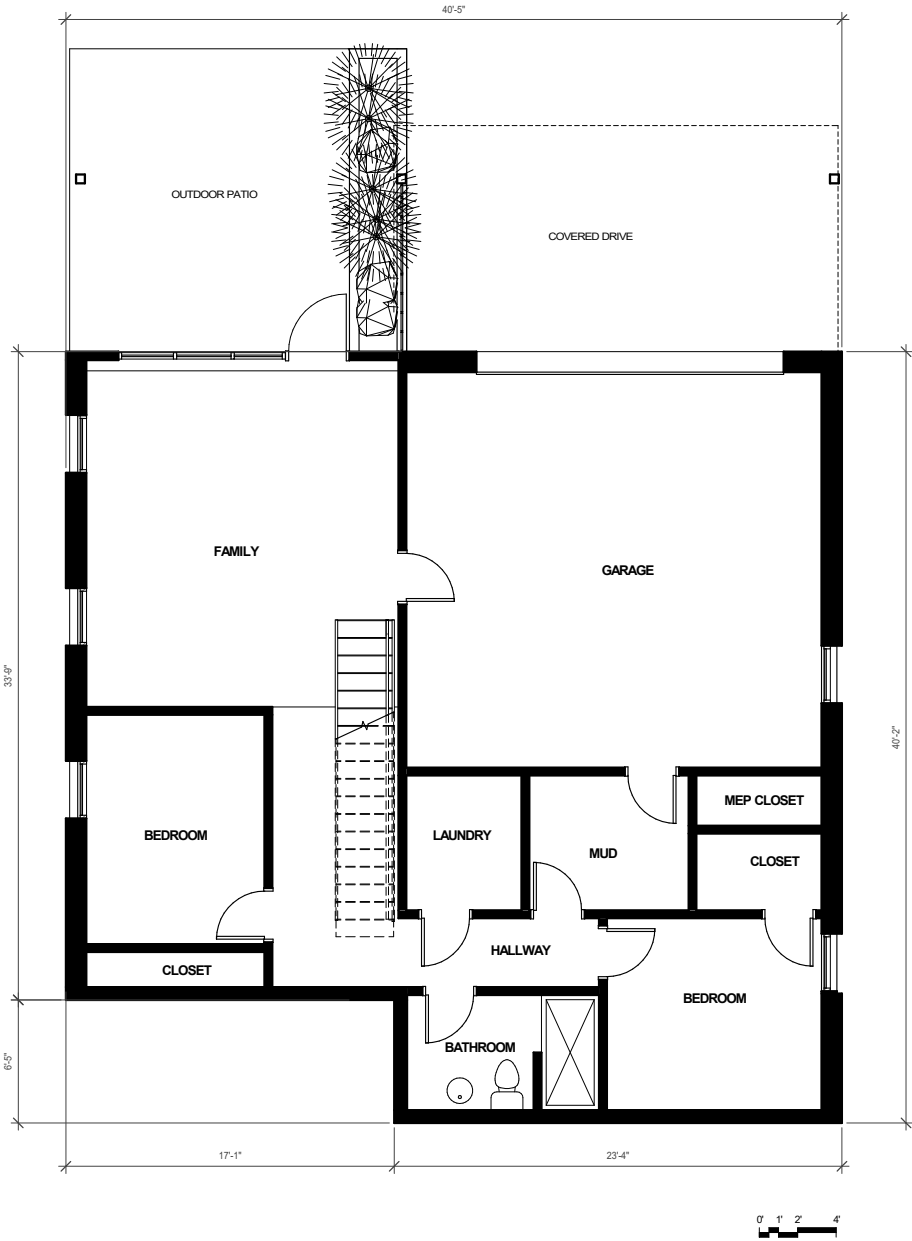 40'-5"
OUTDOOR PATIO
COVERED DRIVE
FAMILY
GARAGE
33'-9"
40'-2"
MEP CLOSET
BEDROOM
LAUNDRY
MUD
CLOSET
HALLWAY
CLOSET
BEDROOM
BATHROOM
6'-5"
17'-1"
23'-4"
0' 1' 2' 4'